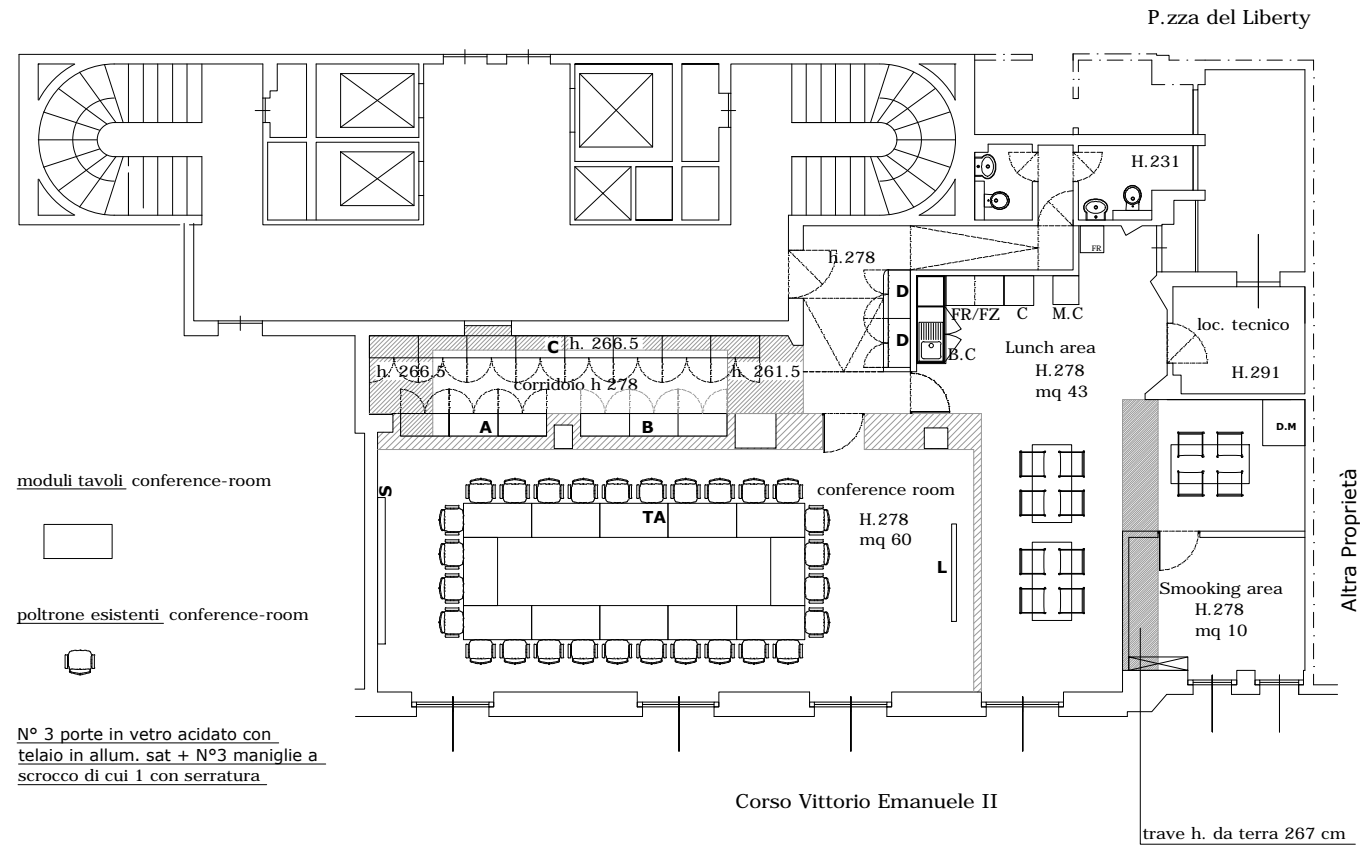 P.zza del Liberty
H.231
FR
h.278
D
D
FR/FZ
C
M.C
B.C
loc. tecnico
H.291
Lunch area
H.278
mq 43
C
h. 266.5
h. 266.5
h. 261.5
corridoio h 278
A
B
D.M
moduli tavoli conference-room
S
TA
conference room
H.278
mq 60
L
Altra Proprietà
Smooking area
H.278
mq 10
poltrone esistenti conference-room
N° 3 porte in vetro acidato con
telaio in allum. sat + N°3 maniglie a
scrocco di cui 1 con serratura
Corso Vittorio Emanuele II
trave h. da terra 267 cm